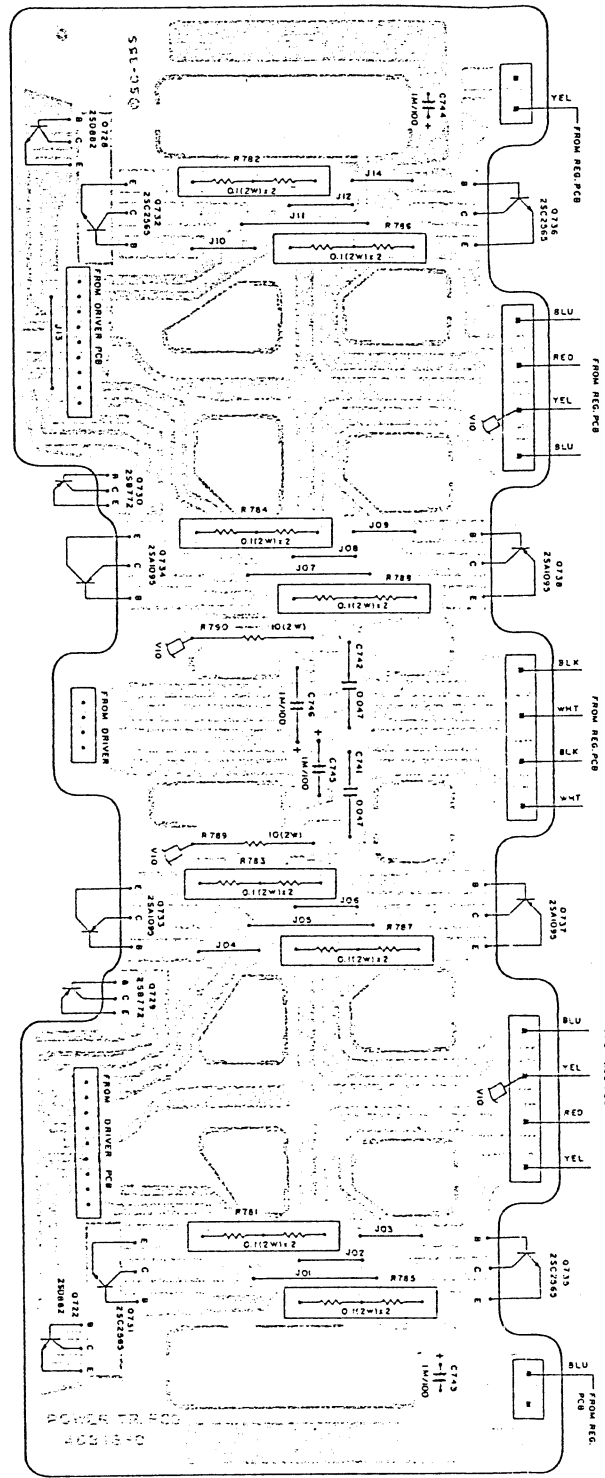 SC-155
C744
1M/100
+
YEL
FROM REG.PCB
B
C
E
Q728
2SD882
R782
0.1(2W)x2
J14
J12
J11
J10
R786
0.1(2W)x2
E
C
B
Q732
2SC2565
B
C
E
Q736
2SC2565
FROM DRIVER PCB
J13
BLU
RED
YEL
BLU
V10
FROM REG.PCB
C
E
Q730
2SB772
R784
0.1(2W)x2
J09
J08
J07
R788
0.1(2W)x2
E
C
B
Q734
2SA1095
B
C
E
Q738
2SA1095
R790
10(2W)
V10
C742
0.047
C746
1M/100
+
C745
1M/100
+
C741
0.047
FROM DRIVER
BLK
WHT
BLK
WHT
FROM REG.PCB
R789
10(2W)
V10
R783
0.1(2W)x2
J06
J05
J04
R787
0.1(2W)x2
E
C
B
Q733
2SA1095
B
C
E
Q737
2SA1095
B
C
E
Q729
2SB772
BLU
YEL
RED
YEL
V10
FROM DRIVER PCB
R781
0.1(2W)x2
J03
J02
J01
R785
0.1(2W)x2
E
C
B
Q731
B
C
E
Q735
2SC2565
B
C
E
2SD882
+
C743
1M/100
BLU
FROM REG.
PCB
POWER TR. PCB